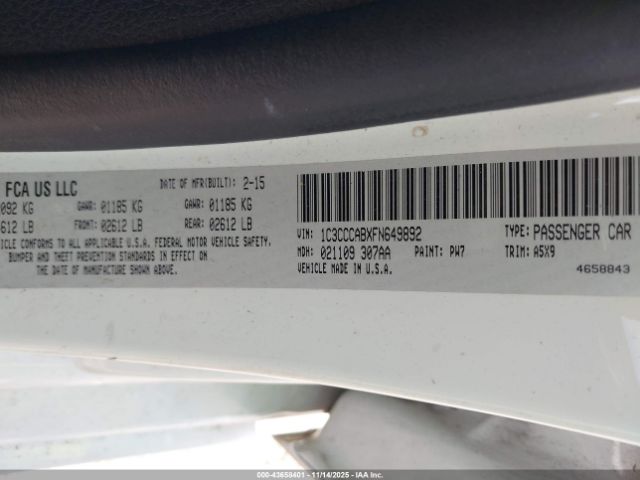 FCA US LLC
DATE OF MFR(BUILT): 2-15
092 KG GAWR: 01185 KG GAWR: 01185 KG
612 LB FRONT: 02612 LB REAR: 02612 LB
VEHICLE CONFORMS TO ALL APPLICABLE U.S.A. FEDERAL MOTOR VEHICLE SAFETY,
BUMPER AND THEFT PREVENTION STANDARDS IN EFFECT ON
THE DATE OF MANUFACTURE SHOWN ABOVE.
VIN: 1C3CCCABXFN649892 TYPE: PASSENGER CAR
MDH: 021109 307AA PAINT: PW7 TRIM: A5X9
VEHICLE MADE IN U.S.A. 4658843
000-43658401 - 11/14/2025 - IAA, Inc.